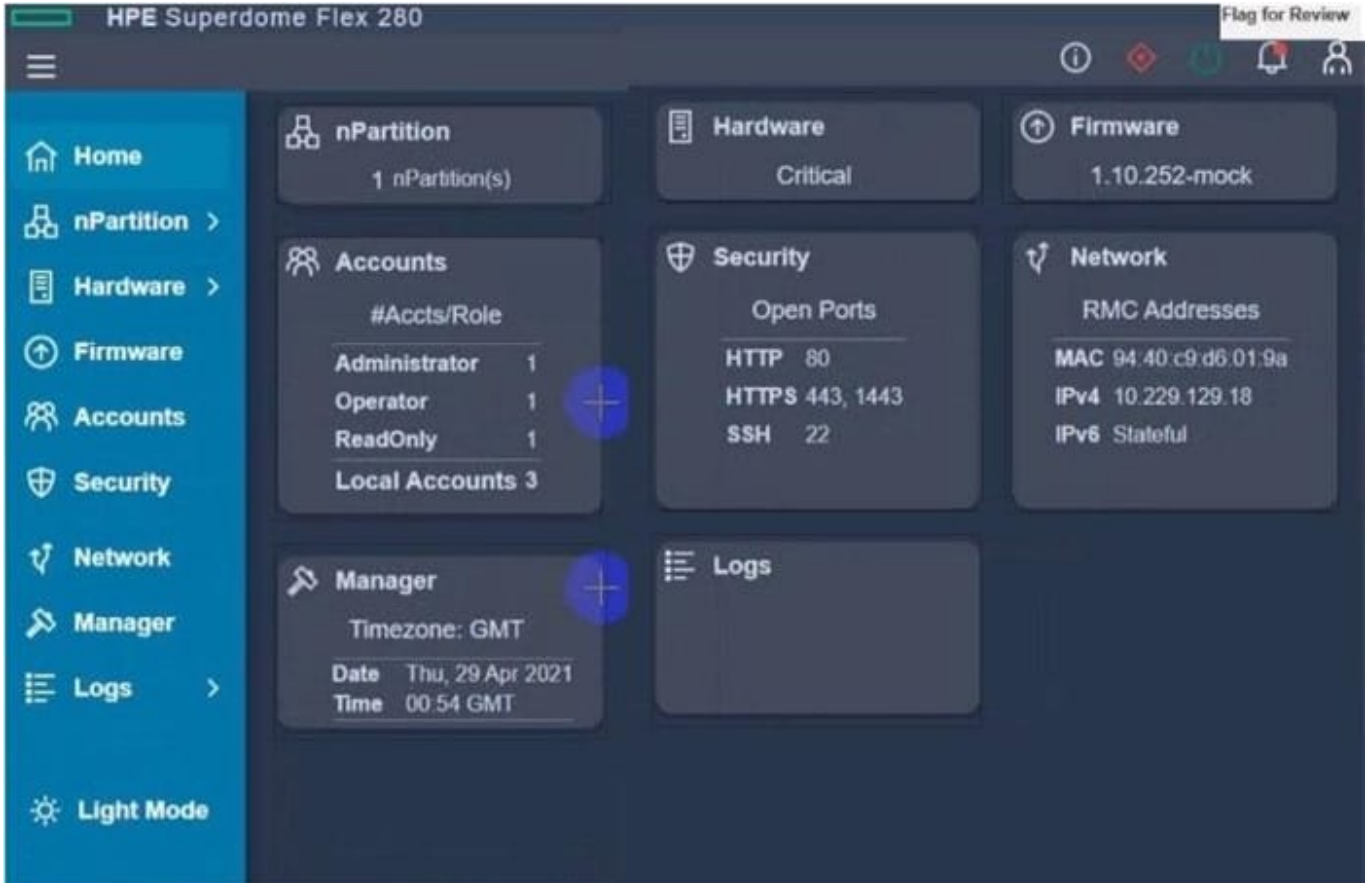 HPE Superdome Flex 280
Flag for Review
Home
nPartition >
Hardware >
Firmware
Accounts
Security
Network
Manager
Logs >
Light Mode
nPartition
1 nPartition(s)
Hardware
Critical
Firmware
1.10.252-mock
Accounts
#Accts/Role
Administrator 1
Operator 1
ReadOnly 1
Local Accounts 3
Security
Open Ports
HTTP 80
HTTPS 443, 1443
SSH 22
Network
RMC Addresses
MAC 94:40:c9:d6:01:9a
IPv4 10.229.129.18
IPv6 Stateful
Manager
Timezone: GMT
Date Thu, 29 Apr 2021
Time 00:54 GMT
Logs